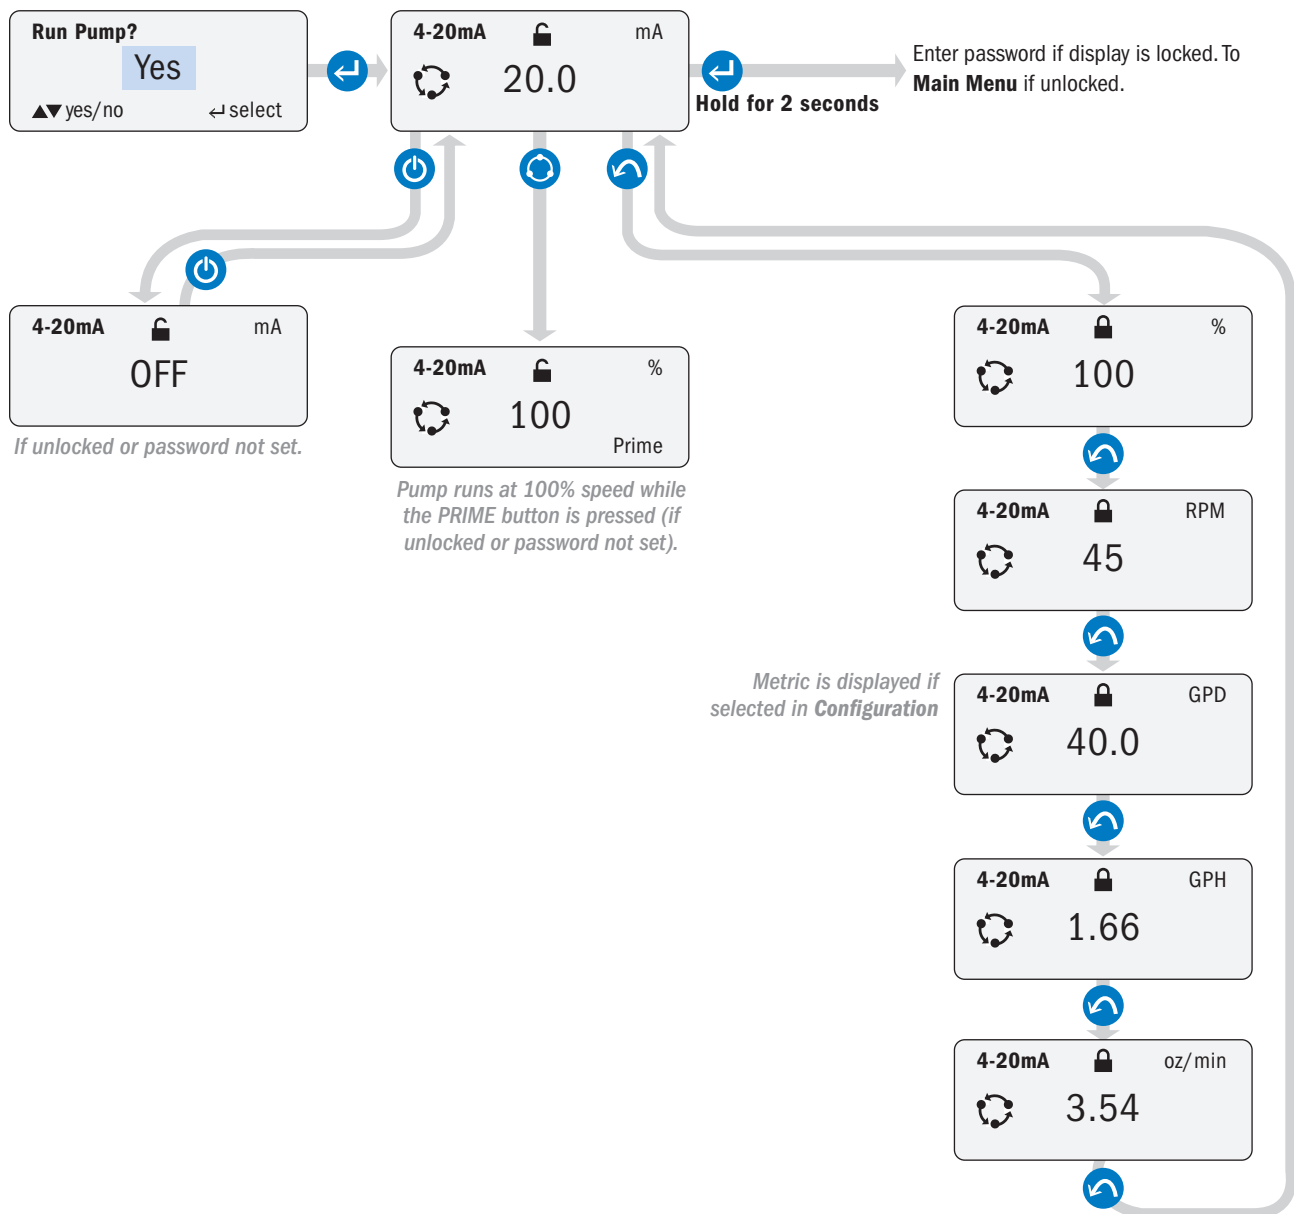 Run Pump?
Yes
▲▼ yes/no ↵ select
4-20mA mA
20.0
Hold for 2 seconds
Enter password if display is locked. To
Main Menu if unlocked.
4-20mA mA
OFF
If unlocked or password not set.
4-20mA %
100
Prime
Pump runs at 100% speed while
the PRIME button is pressed (if
unlocked or password not set).
4-20mA %
100
4-20mA RPM
45
Metric is displayed if
selected in Configuration
4-20mA GPD
40.0
4-20mA GPH
1.66
4-20mA oz/min
3.54